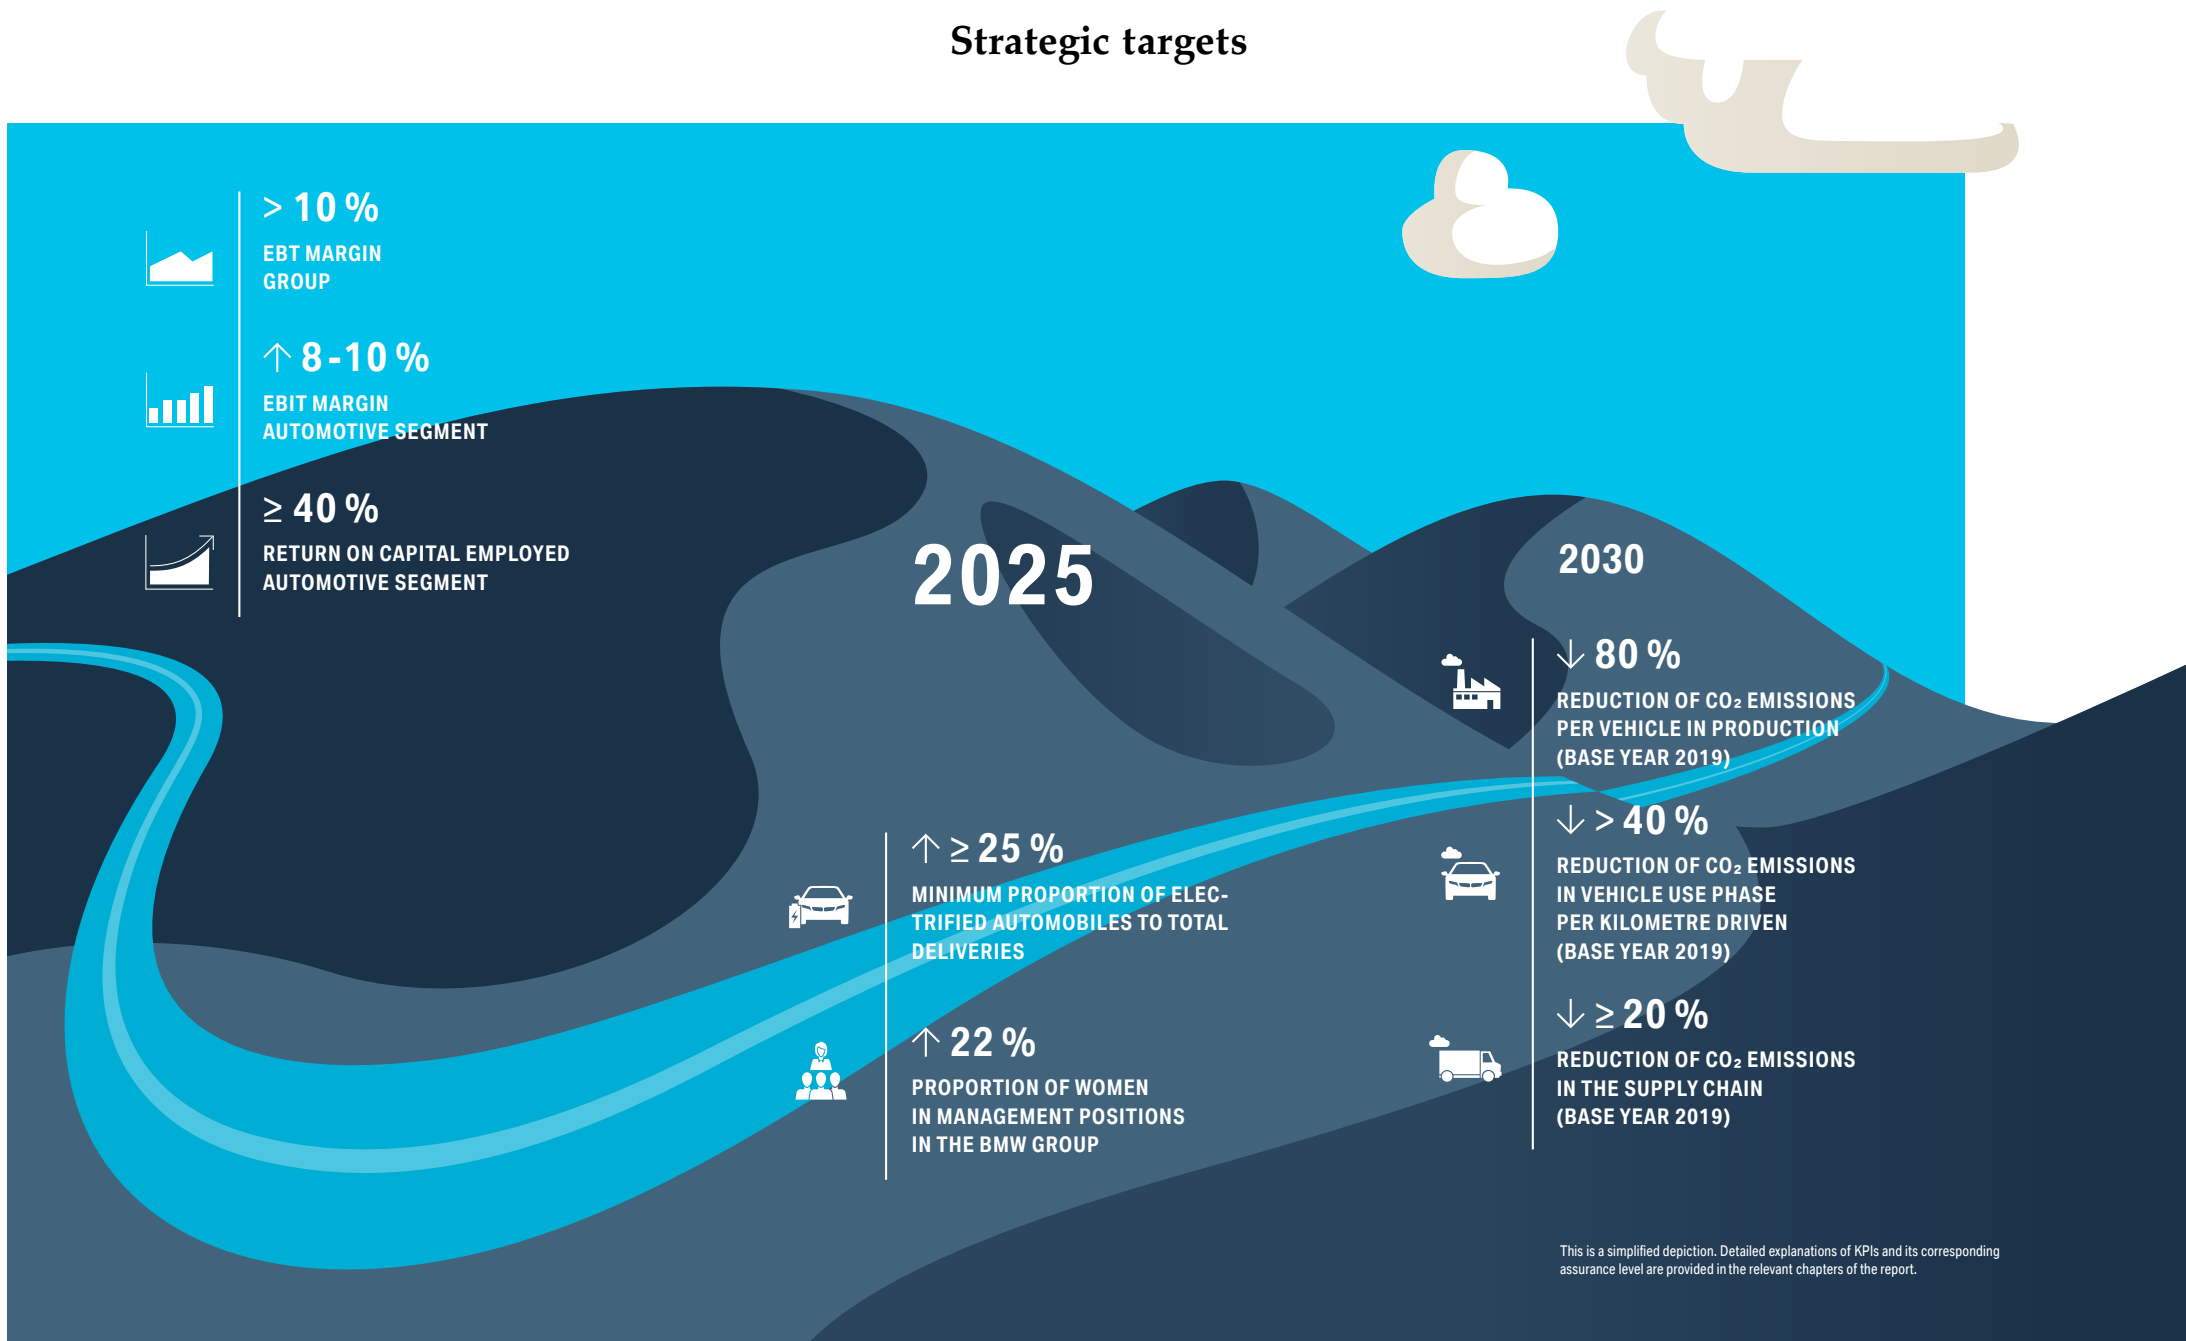 Strategic targets
> 10 %
EBT MARGIN
GROUP
↑ 8-10 %
EBIT MARGIN
AUTOMOTIVE SEGMENT
≥ 40 %
RETURN ON CAPITAL EMPLOYED
AUTOMOTIVE SEGMENT
2025
↑ ≥ 25 %
MINIMUM PROPORTION OF ELEC-
TRIFIED AUTOMOBILES TO TOTAL
DELIVERIES
↑ 22 %
PROPORTION OF WOMEN
IN MANAGEMENT POSITIONS
IN THE BMW GROUP
2030
↓ 80 %
REDUCTION OF CO₂ EMISSIONS
PER VEHICLE IN PRODUCTION
(BASE YEAR 2019)
↓ > 40 %
REDUCTION OF CO₂ EMISSIONS
IN VEHICLE USE PHASE
PER KILOMETRE DRIVEN
(BASE YEAR 2019)
↓ ≥ 20 %
REDUCTION OF CO₂ EMISSIONS
IN THE SUPPLY CHAIN
(BASE YEAR 2019)
This is a simplified depiction. Detailed explanations of KPIs and its corresponding
assurance level are provided in the relevant chapters of the report.